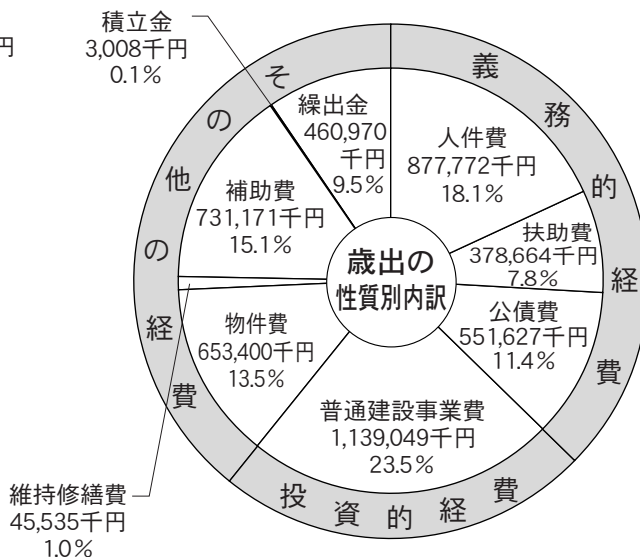 円
積立金
3,008千円
0.1%
繰出金
460,970
千円
9.5%
人件費
877,772千円
18.1%
扶助費
378,664千円
7.8%
公債費
551,627千円
11.4%
普通建設事業費
1,139,049千円
23.5%
物件費
653,400千円
13.5%
維持修繕費
45,535千円
1.0%
補助費
731,171千円
15.1%
歳出の
性質別内訳
義務的経費
投資的経費
その他の経費